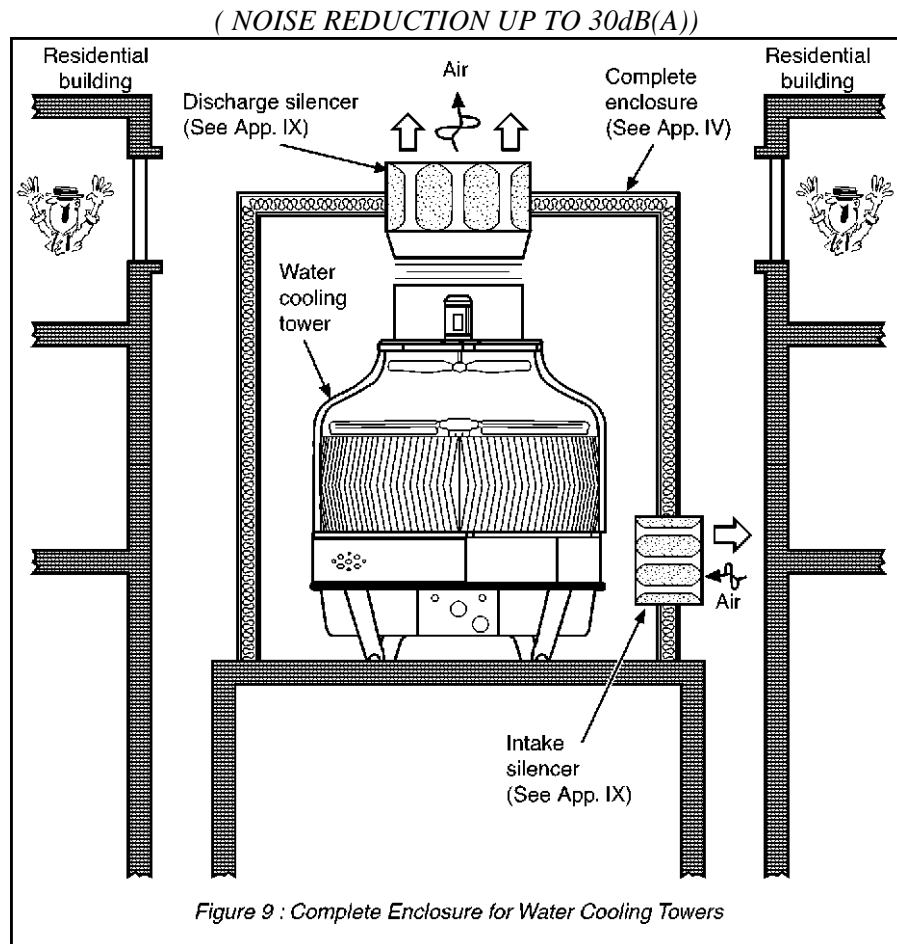 ( NOISE REDUCTION UP TO 30dB(A))
Residential
building
Air
Complete
enclosure
(See App. IV)
Residential
building
Discharge silencer
(See App. IX)
Water
cooling
tower
Air
Intake
silencer
(See App. IX)
Figure 9 : Complete Enclosure for Water Cooling Towers